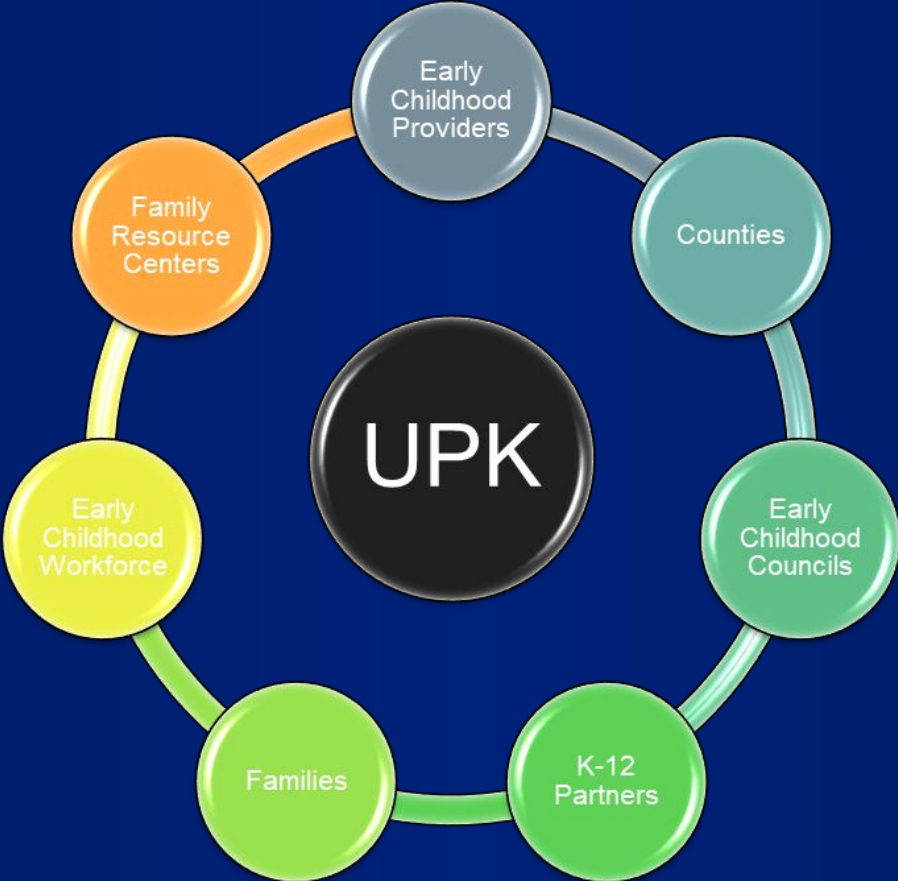 Early
Childhood
Providers
Family
Resource
Centers
Counties
UPK
Early
Childhood
Workforce
Early
Childhood
Councils
Families
K-12
Partners